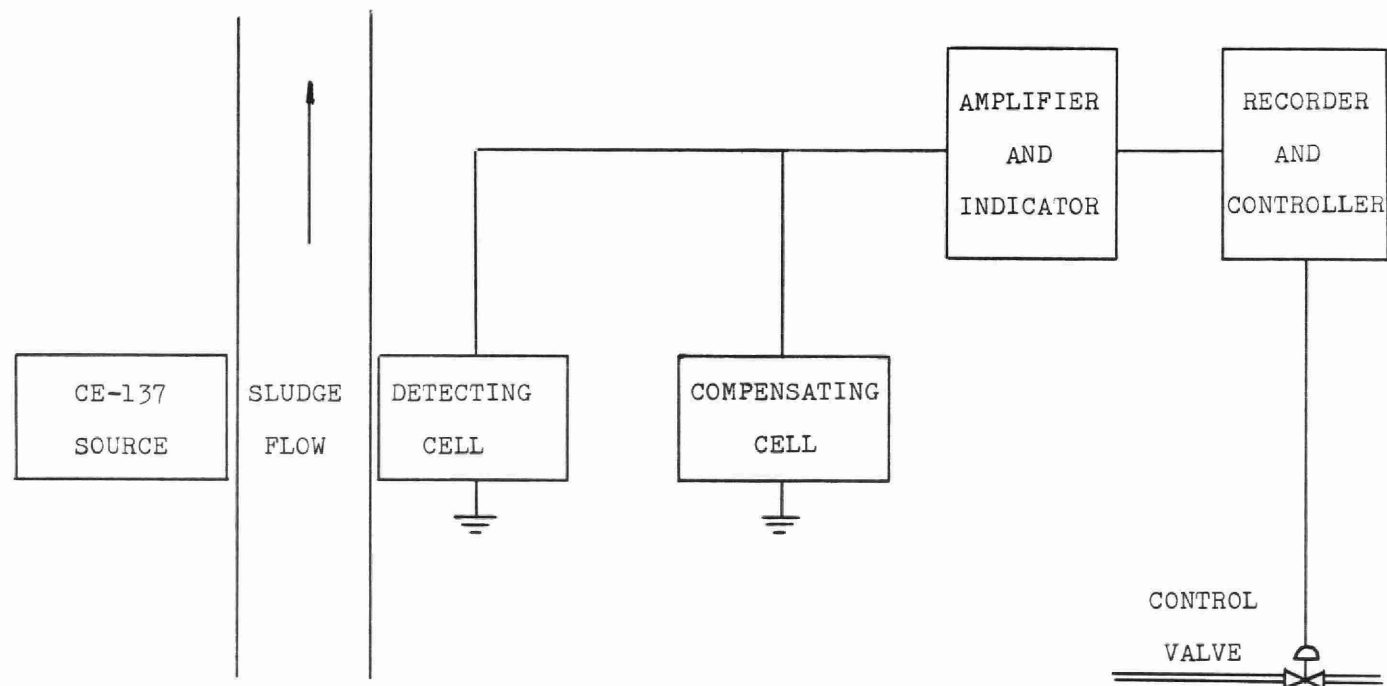 AMPLIFIER
AND
INDICATOR
RECORDER
AND
CONTROLLER
CE-137
SOURCE
SLUDGE
FLOW
DETECTING
CELL
COMPENSATING
CELL
CONTROL
VALVE